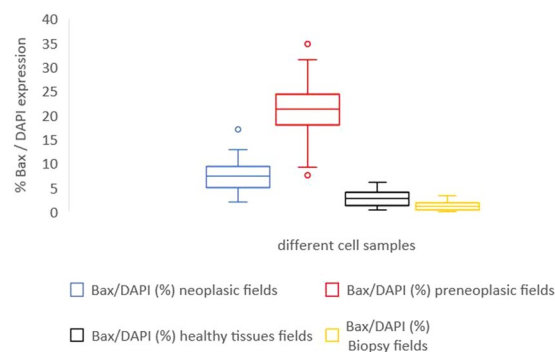 40
35
30
25
20
15
10
5
0
% Bax / DAPI expression
different cell samples
Bax/DAPI (%) neoplasic fields
Bax/DAPI (%) preneoplasic fields
Bax/DAPI (%) healthy tissues fields
Bax/DAPI (%)
Biopsy fields